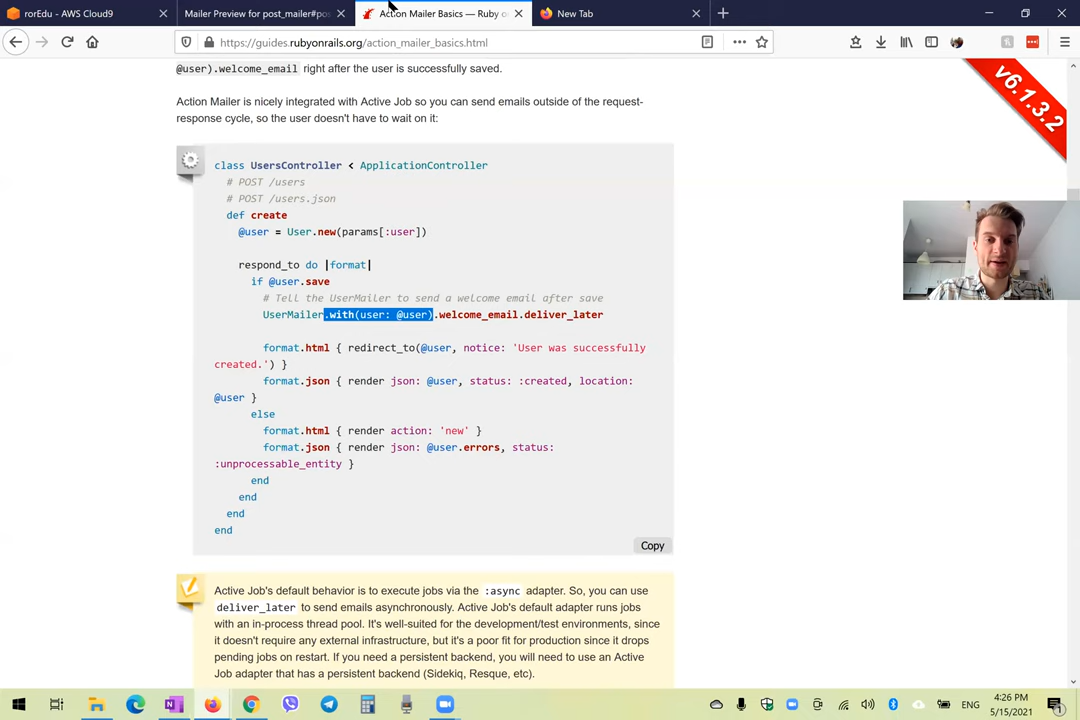 rorEdu - AWS Cloud9
Mailer Preview for post_mailer#pos
Action Mailer Basics — Ruby o
New Tab
https://guides.rubyonrails.org/action_mailer_basics.html
@user).welcome_email right after the user is successfully saved.
v6.1.3.2
Action Mailer is nicely integrated with Active Job so you can send emails outside of the request-
response cycle, so the user doesn't have to wait on it:
class UsersController < ApplicationController
# POST /users
# POST /users.json
def create
@user = User.new(params[:user])
respond_to do |format|
if @user.save
# Tell the UserMailer to send a welcome email after save
UserMailer.with(user: @user).welcome_email.deliver_later
format.html { redirect_to(@user, notice: 'User was successfully
created.') }
format.json { render json: @user, status: :created, location:
@user }
else
format.html { render action: 'new' }
format.json { render json: @user.errors, status:
:unprocessable_entity }
end
end
end
end
Copy
Active Job's default behavior is to execute jobs via the :async adapter. So, you can use
deliver_later to send emails asynchronously. Active Job's default adapter runs jobs
with an in-process thread pool. It's well-suited for the development/test environments, since
it doesn't require any external infrastructure, but it's a poor fit for production since it drops
pending jobs on restart. If you need a persistent backend, you will need to use an Active
Job adapter that has a persistent backend (Sidekiq, Resque, etc).
ENG
4:26 PM
5/15/2021